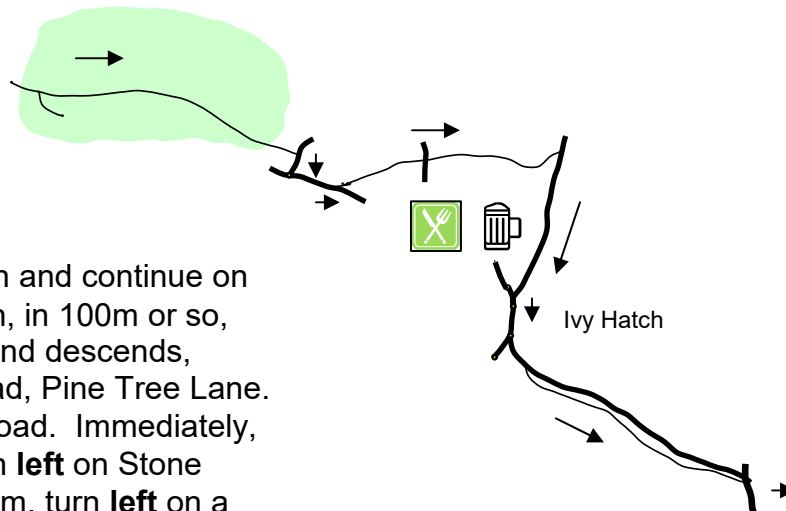 n and continue on
n, in 100m or so,
nd descends,
ad, Pine Tree Lane.
oad.  Immediately,
n left on Stone
m, turn left on a
Ivy Hatch